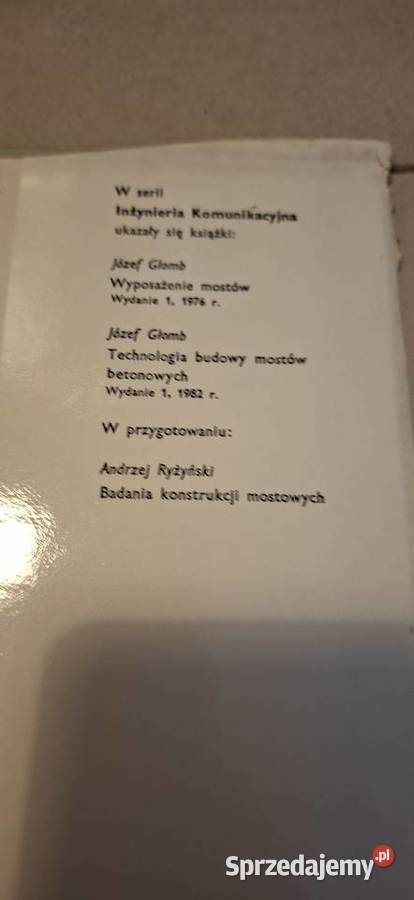 W serii
Inżynieria Komunikacyjna
ukazały się książki:
Józef Głomb
Wyposażenie mostów
Wydanie 1, 1976 r.
Józef Głomb
Technologia budowy mostów
betonowych
Wydanie 1, 1982 r.
W przygotowaniu:
Andrzej Ryżyński
Badania konstrukcji mostowych
Sprzedajemy.pl